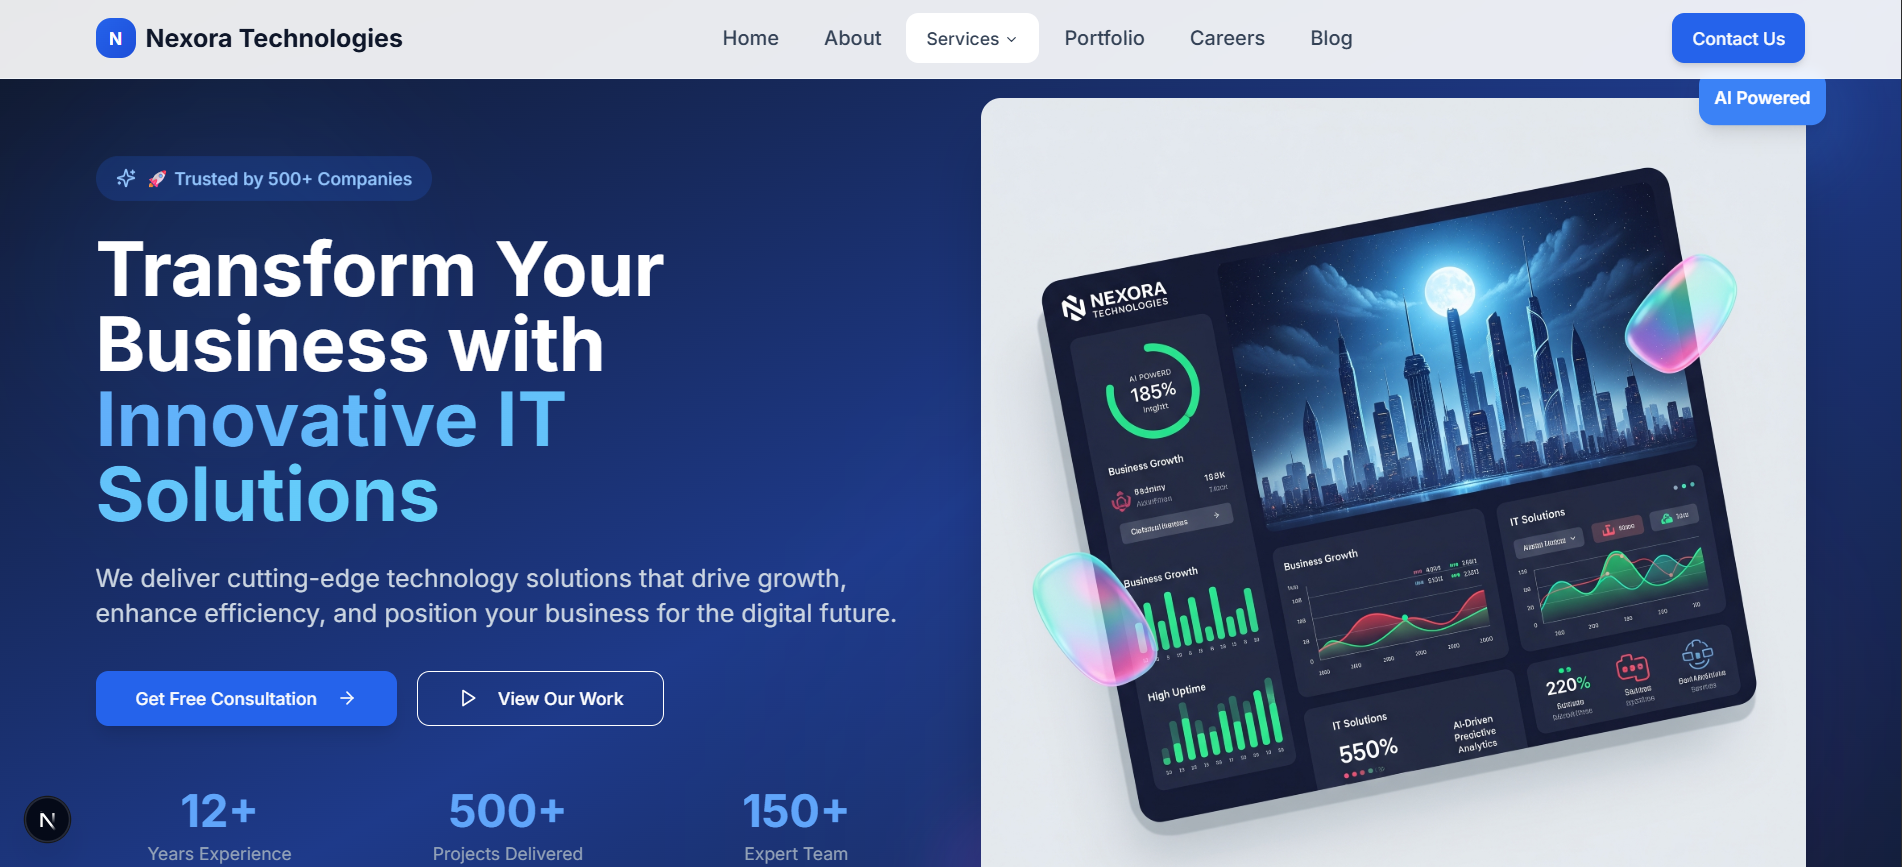 N Nexora Technologies
Home About Services Portfolio Careers Blog
Contact Us
AI Powered
🚀 Trusted by 500+ Companies
Transform Your
Business with
Innovative IT
Solutions
We deliver cutting-edge technology solutions that drive growth,
enhance efficiency, and position your business for the digital future.
Get Free Consultation
View Our Work
12+
Years Experience
500+
Projects Delivered
150+
Expert Team
N
NEXORA
TECHNOLOGIES
AI POWERD
185%
Business Growth
Business Growth
High Uptime
Business Growth
IT Solutions
IT Solutions
550%
AI-Driven
Predictive
Analytics
220%